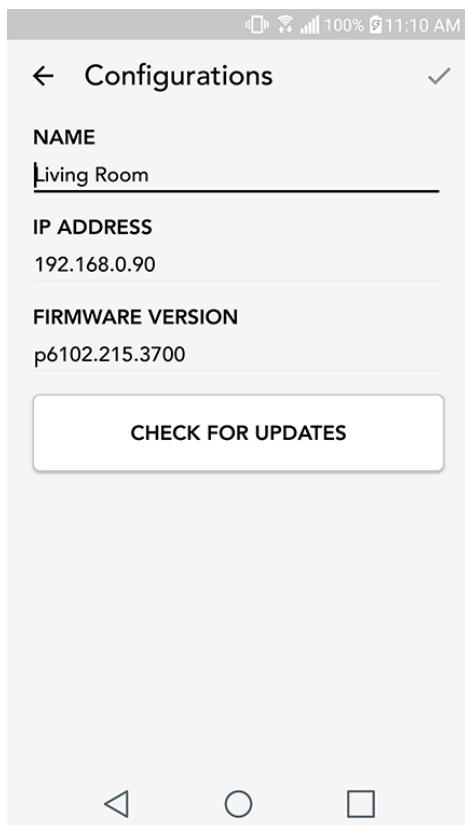 100% 11:10 AM
Configurations
NAME
Living Room
IP ADDRESS
192.168.0.90
FIRMWARE VERSION
p6102.215.3700
CHECK FOR UPDATES